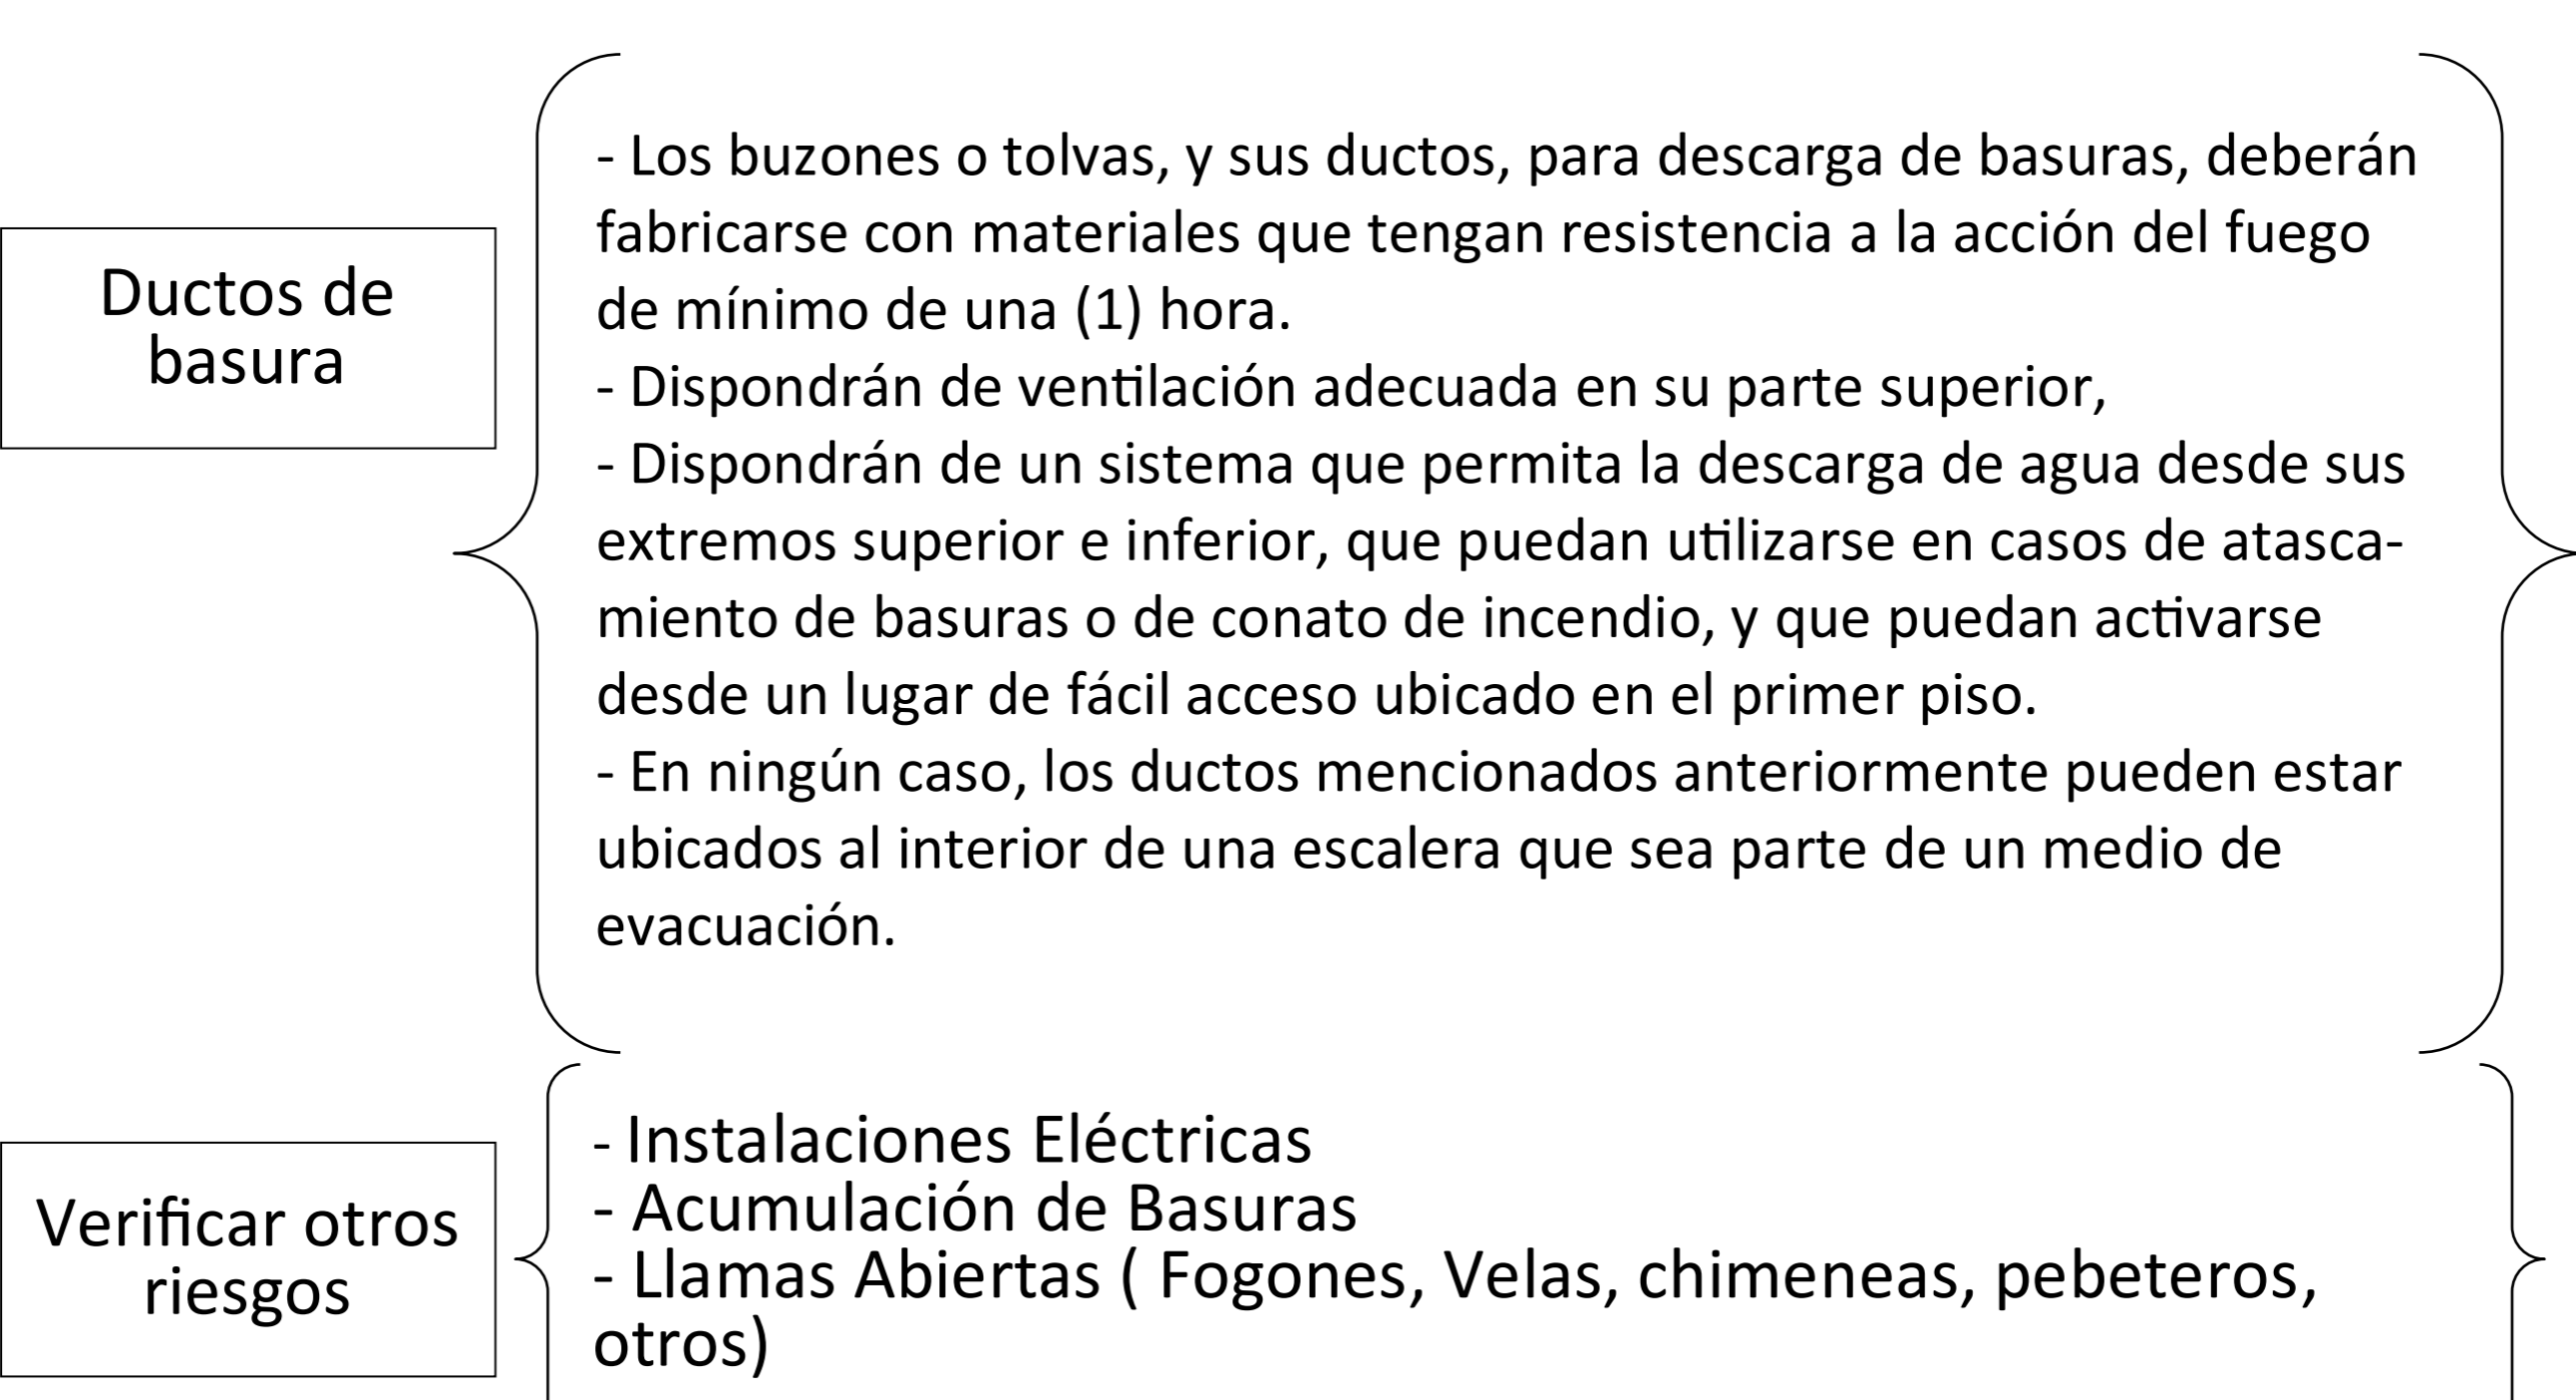 Ductos de
basura
- Los buzones o tolvas, y sus ductos, para descarga de basuras, deberán
fabricarse con materiales que tengan resistencia a la acción del fuego
de mínimo de una (1) hora.
- Dispondrán de ventilación adecuada en su parte superior,
- Dispondrán de un sistema que permita la descarga de agua desde sus
extremos superior e inferior, que puedan utilizarse en casos de atasca-
miento de basuras o de conato de incendio, y que puedan activarse
desde un lugar de fácil acceso ubicado en el primer piso.
- En ningún caso, los ductos mencionados anteriormente pueden estar
ubicados al interior de una escalera que sea parte de un medio de
evacuación.
Verificar otros
riesgos
- Instalaciones Eléctricas
- Acumulación de Basuras
- Llamas Abiertas ( Fogones, Velas, chimeneas, pebeteros,
otros)